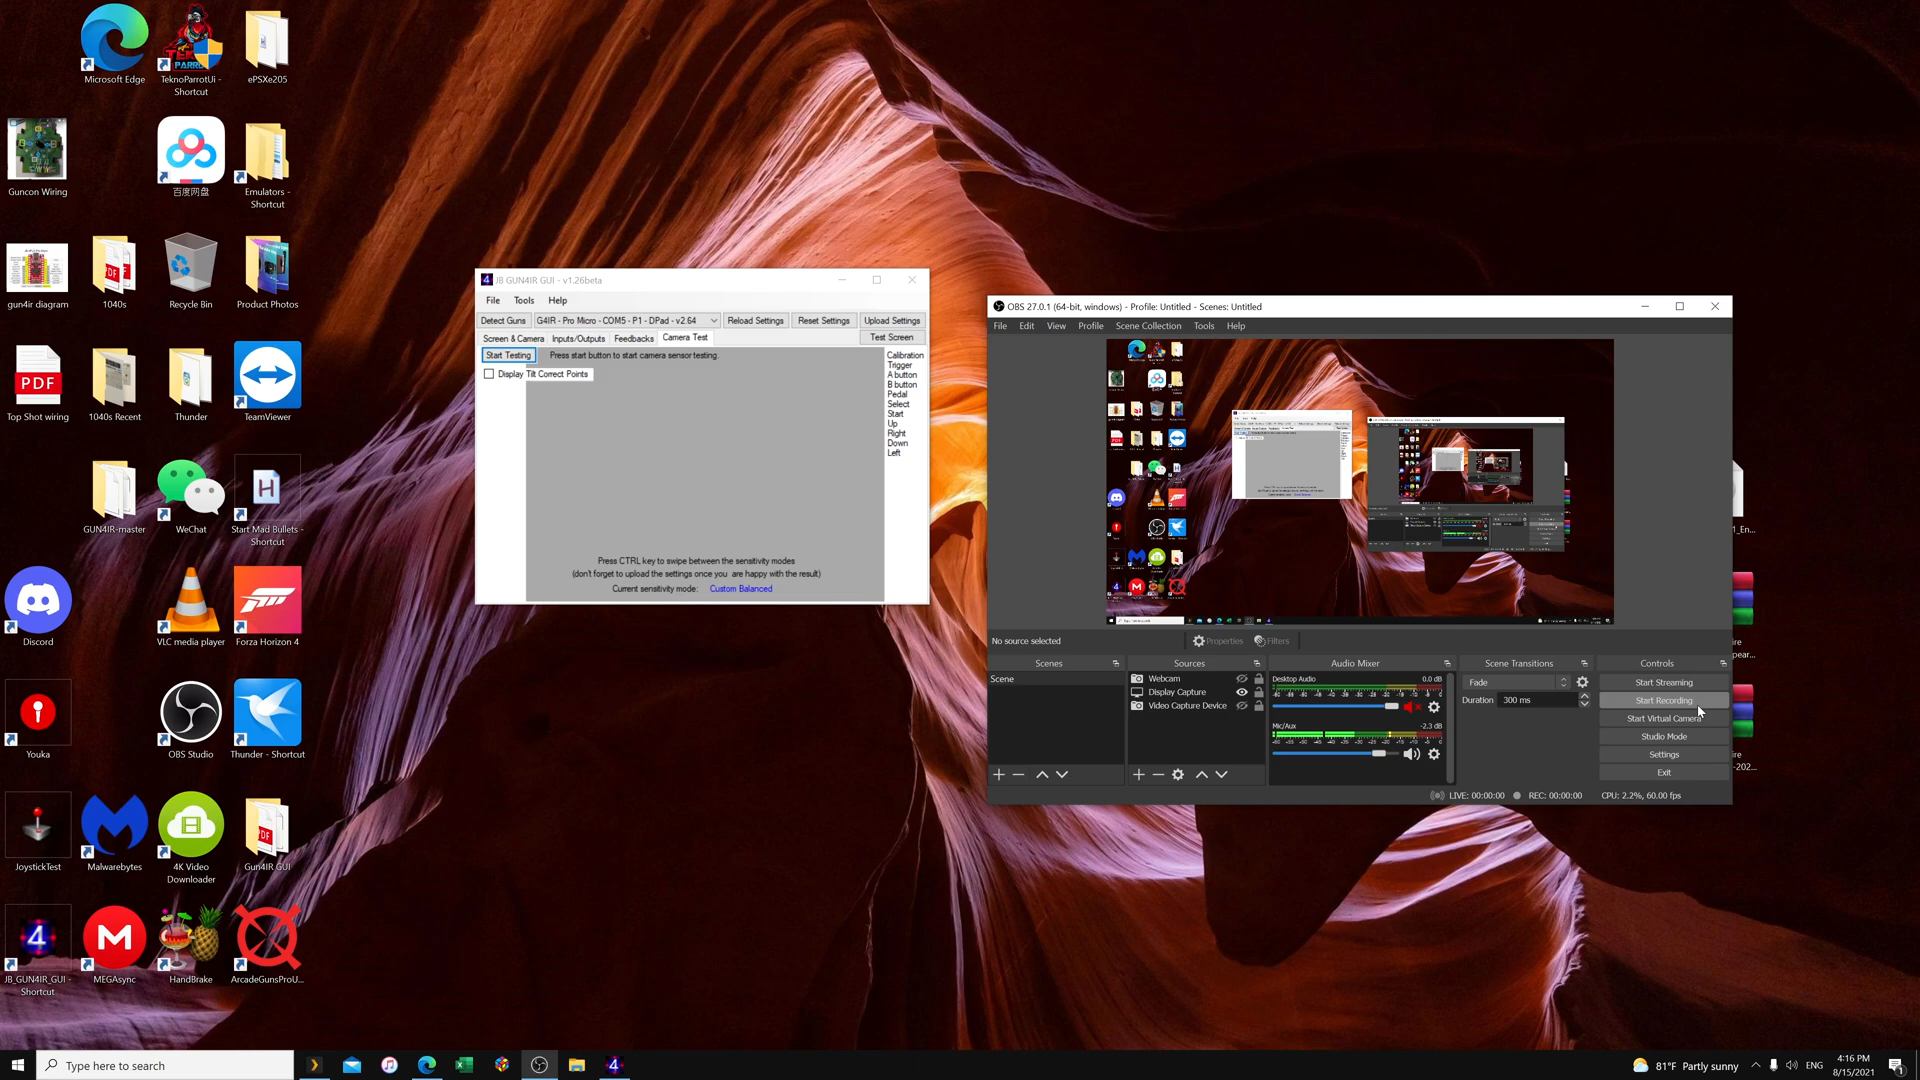 Microsoft Edge
TeknoParrotUi -
Shortcut
ePSXe205
Guncon Wiring
百度网盘
Emulators -
Shortcut
gun4ir diagram
1040s
Recycle Bin
Product Photos
PDF
Top Shot wiring
1040s Recent
Thunder
TeamViewer
GUN4IR-master
WeChat
Start Mad Bullets -
Shortcut
Discord
VLC media player
Forza Horizon 4
Youka
OBS Studio
Thunder - Shortcut
JoystickTest
Malwarebytes
4K Video
Downloader
Gun4IR GUI
JB_GUN4IR_GUI -
Shortcut
MEGAsync
HandBrake
ArcadeGunsProU...
JB GUN4IR GUI - v1.26beta
File Tools Help
Detect Guns G4IR - Pro Micro - COM5 - P1 - DPad - v2.64 Reload Settings Reset Settings Upload Settings
Screen & Camera Inputs/Outputs Feedbacks Camera Test Test Screen
Start Testing Press start button to start camera sensor testing.
Display Tilt Correct Points
Calibration
Trigger
A button
B button
Pedal
Select
Start
Up
Right
Down
Left
Press CTRL key to swipe between the sensitivity modes
(don't forget to upload the settings once you are happy with the result)
Current sensitivity mode: Custom Balanced
OBS 27.0.1 (64-bit, windows) - Profile: Untitled - Scenes: Untitled
File Edit View Profile Scene Collection Tools Help
No source selected Properties Filters
Scenes Sources Audio Mixer Scene Transitions Controls
Scene
Webcam
Display Capture
Video Capture Device
Desktop Audio 0.0 dB
Mic/Aux -2.3 dB
Fade
Duration 300 ms
Start Streaming
Start Recording
Start Virtual Camera
Studio Mode
Settings
Exit
LIVE: 00:00:00 REC: 00:00:00 CPU: 2.2%, 60.00 fps
Type here to search
81°F Partly sunny ENG
4:16 PM
8/15/2021